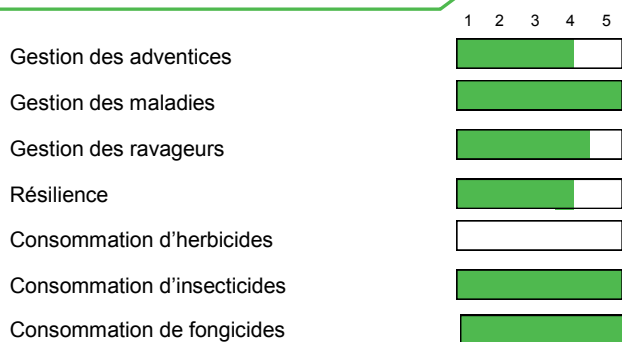 1 2 3 4 5
Gestion des adventices
Gestion des maladies
Gestion des ravageurs
Résilience
Consommation d’herbicides
Consommation d’insecticides
Consommation de fongicides